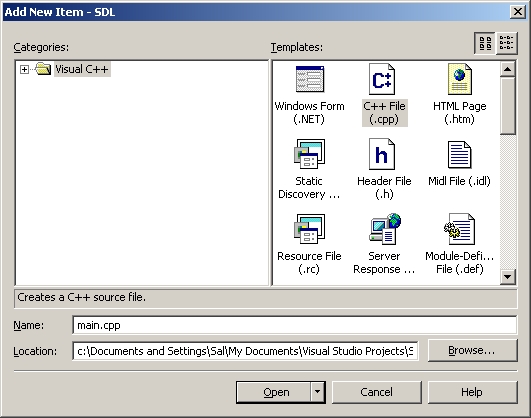 Add New Item - SDL
Categories:
Templates:
Visual C++
Windows Form
(.NET)
C++ File
(.cpp)
HTML Page
(.htm)
Static
Discovery ...
Header File
(.h)
Midl File (.idl)
Resource File
(.rc)
Server
Response ...
Module-Defi...
File (.def)
Creates a C++ source file.
Name:
main.cpp
Location:
c:\Documents and Settings\Sal\My Documents\Visual Studio Projects\S
Browse...
Open
Cancel
Help